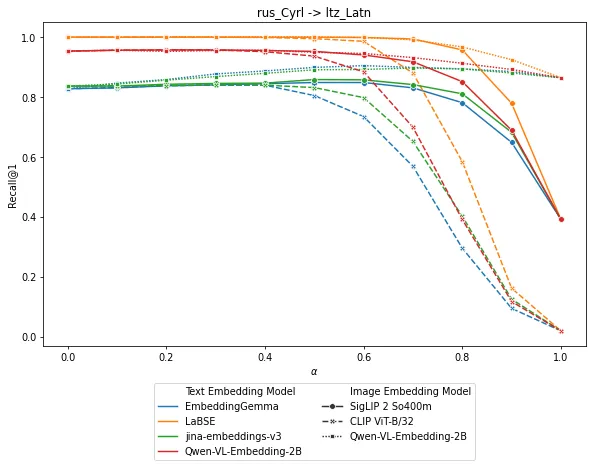 rus_Cyrl -> ltz_Latn
Recall@1
1.0
0.8
0.6
0.4
0.2
0.0
0.0 0.2 0.4 0.6 0.8 1.0
α
Text Embedding Model
EmbeddingGemma
LaBSE
jina-embeddings-v3
Qwen-VL-Embedding-2B
Image Embedding Model
SigLIP 2 So400m
CLIP ViT-B/32
Qwen-VL-Embedding-2B